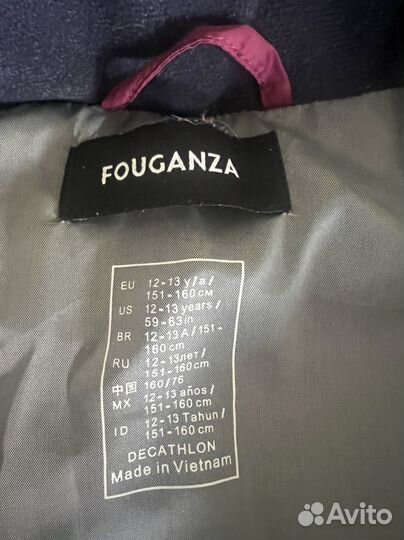 FOUGANZA
EU 12-13 y/a/
151-160 CM
US 12-13 years/
59-63in
BR 12-13 A/151-
160 cm
RU 12-13лет/
151-160cm
中国 160/76
MX 12-13 años/
151-160 cm
ID 12-13 Tahun/
151-160 cm
DECATHLON
Made in Vietnam
Avito